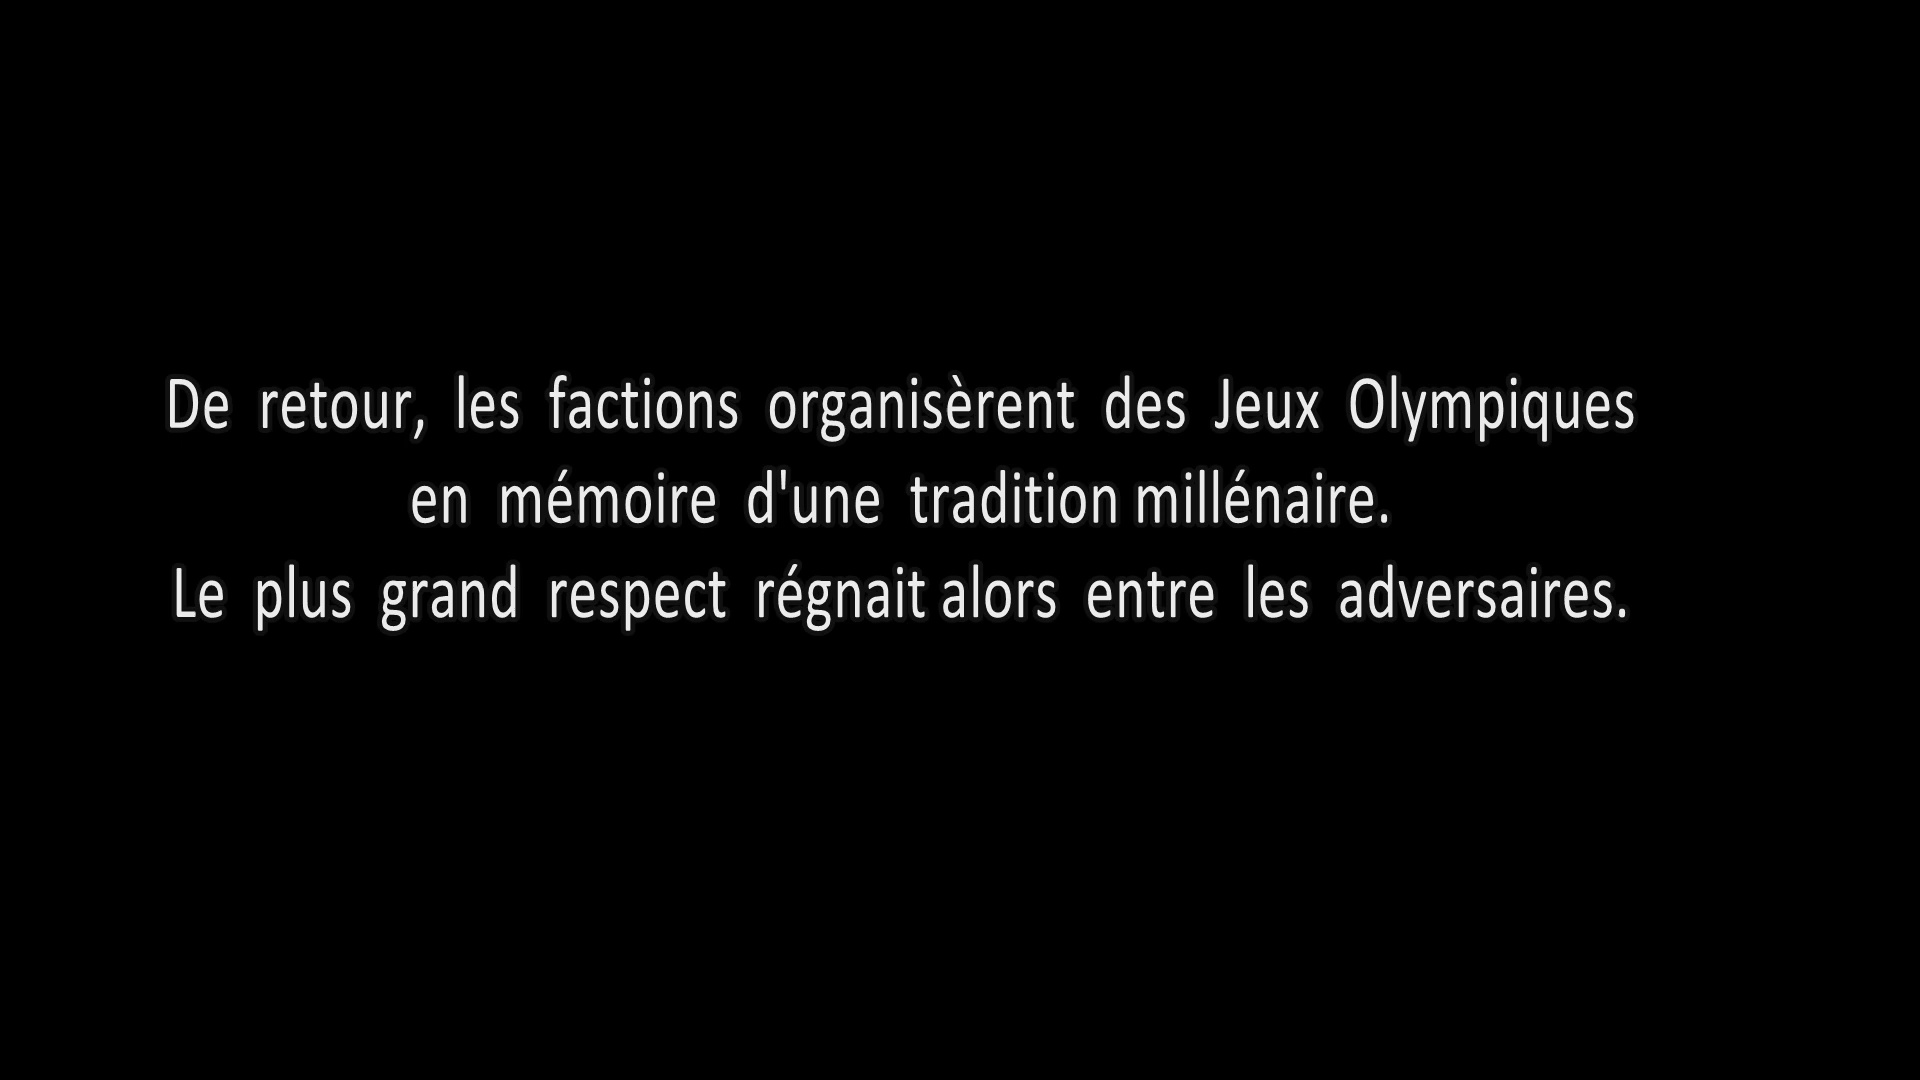 De retour, les factions organisèrent des Jeux Olympiques
en mémoire d'une tradition millénaire.
Le plus grand respect régnait alors entre les adversaires.